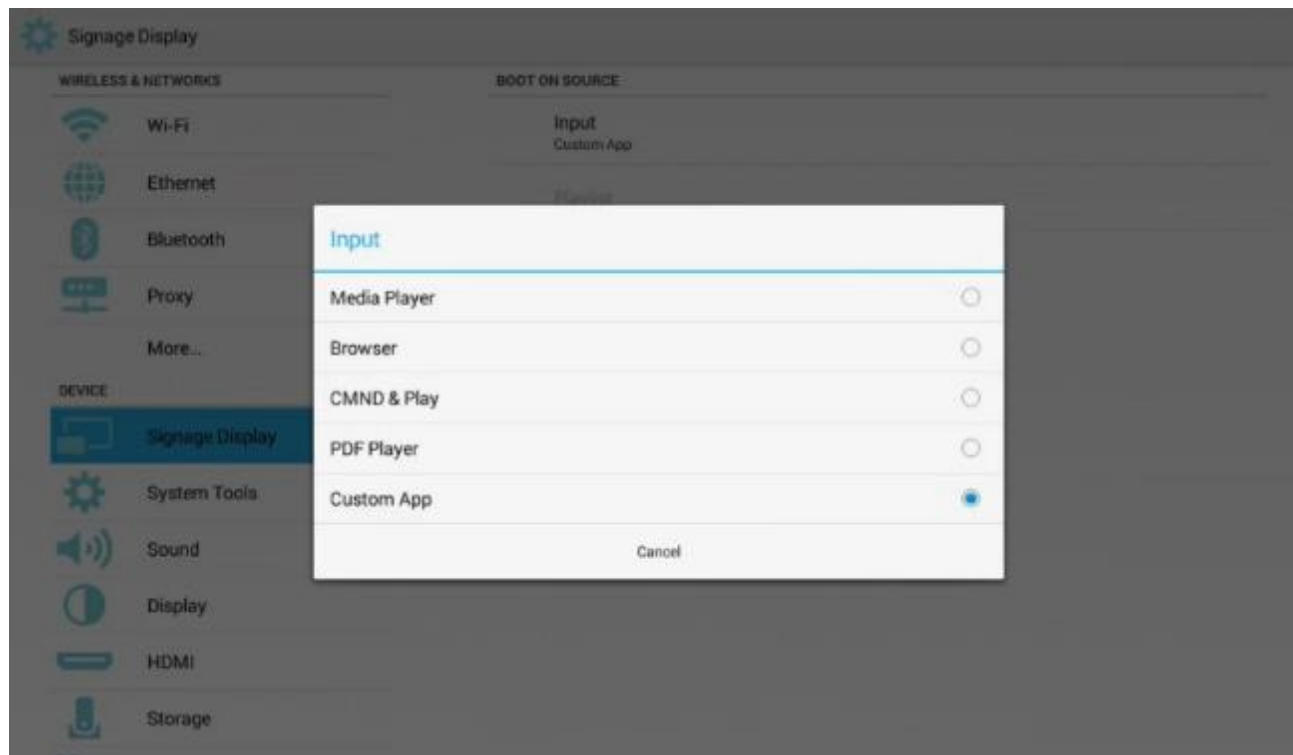 Signage Display
WIRELESS & NETWORKS
Wi-Fi
Ethernet
Bluetooth
Proxy
More...
DEVICE
Signage Display
System Tools
Sound
Display
HDMI
Storage
BOOT ON SOURCE
Input
Custom App
Playlist
Input
Media Player
Browser
CMND & Play
PDF Player
Custom App
Cancel